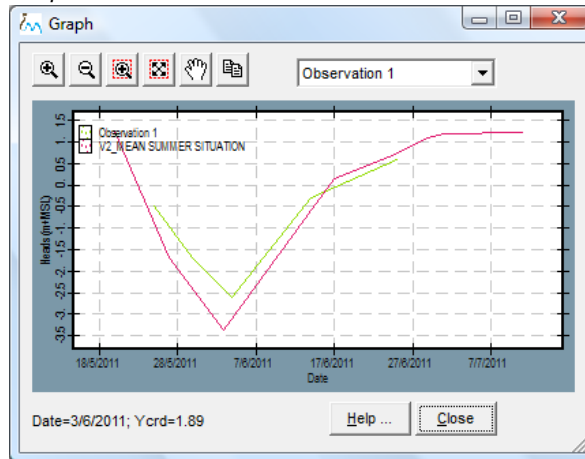 Graph
Observation 1
Observation 1
V2_MEAN SUMMER SITUATION
Heads (m+MSL)
1.5
1.
0.5
0.
-0.5
-1.
-1.5
-2.
-2.5
-3.
-3.5
18/5/2011 28/5/2011 7/6/2011 17/6/2011 27/6/2011 7/7/2011
Date
Date=3/6/2011; Ycrd=1.89
Help ... Close